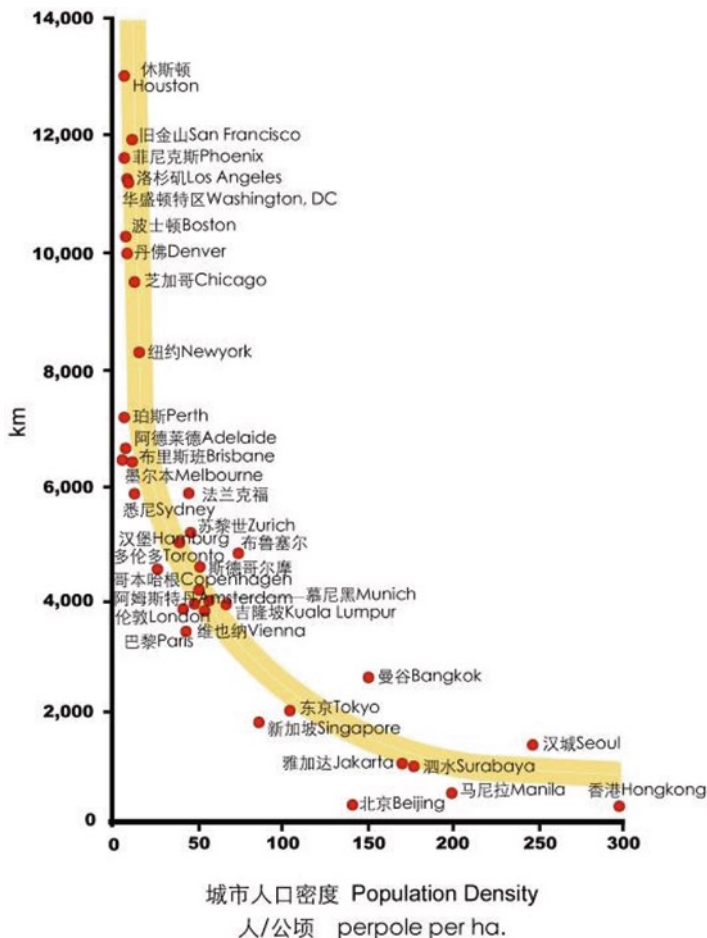 14,000
休斯顿
Houston
12,000
旧金山San Francisco
菲尼克斯Phoenix
洛杉矶Los Angeles
华盛顿特区Washington, DC
波士顿Boston
10,000
丹佛Denver
芝加哥Chicago
纽约Newyork
8,000
珀斯Perth
km
阿德莱德Adelaide
布里斯班Brisbane
墨尔本Melbourne
6,000
法兰克福
悉尼Sydney
苏黎世Zurich
汉堡Hamburg
布鲁塞尔
多伦多Toronto
斯德哥尔摩
哥本哈根Copenhagen
阿姆斯特丹Amsterdam
慕尼黑Munich
4,000
吉隆坡Kuala Lumpur
伦敦London
维也纳Vienna
巴黎Paris
曼谷Bangkok
2,000
东京Tokyo
新加坡Singapore
汉城Seoul
雅加达Jakarta
泗水Surabaya
马尼拉Manila
香港Hongkong
北京Beijing
0
0 50 100 150 200 250 300
城市人口密度 Population Density
人/公顷 perpole per ha.